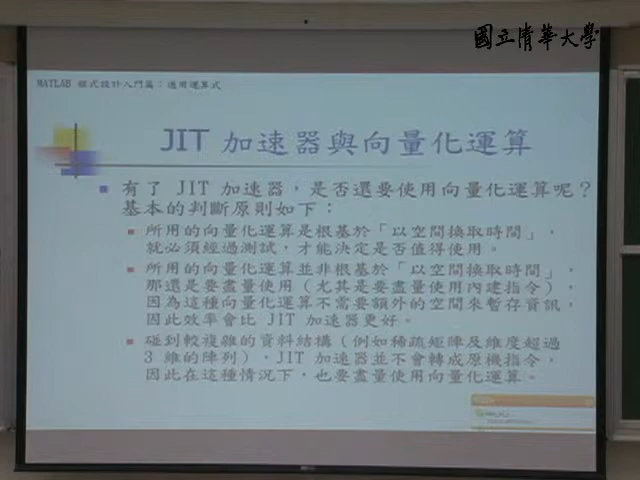 國立清華大學
MATLAB 程式設計入門篇：通用運算式
JIT 加速器與向量化運算
有了 JIT 加速器，是否還要使用向量化運算呢？
基本的判斷原則如下：
所用的向量化運算是根基於「以空間換取時間」，
就必須經過測試，才能決定是否值得使用。
所用的向量化運算並非根基於「以空間換取時間」，
那還是要盡量使用（尤其是要盡量使用內建指令），
因為這種向量化運算不需要額外的空間來暫存資訊，
因此效率會比 JIT 加速器更好。
碰到較複雜的資料結構（例如稀疏矩陣及維度超過
3 維的陣列），JIT 加速器並不會轉成原機指令，
因此在這種情況下，也要盡量使用向量化運算。